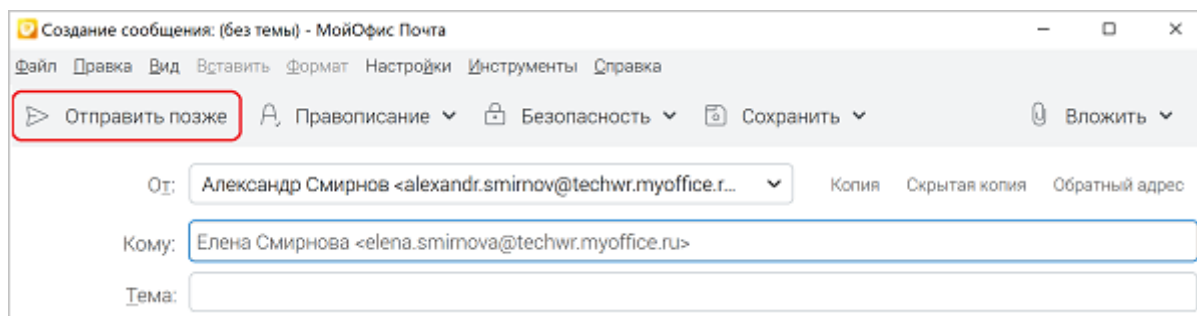 Создание сообщения: (без темы) - МойОфис Почта
Файл Правка Вид Вставить Формат Настройки Инструменты Справка
Отправить позже Правописание Безопасность Сохранить Вложить
От: Александр Смирнов <alexandr.smirnov@techwr.myoffice.r... Копия Скрытая копия Обратный адрес
Кому: Елена Смирнова <elena.smirnova@techwr.myoffice.ru>
Тема: